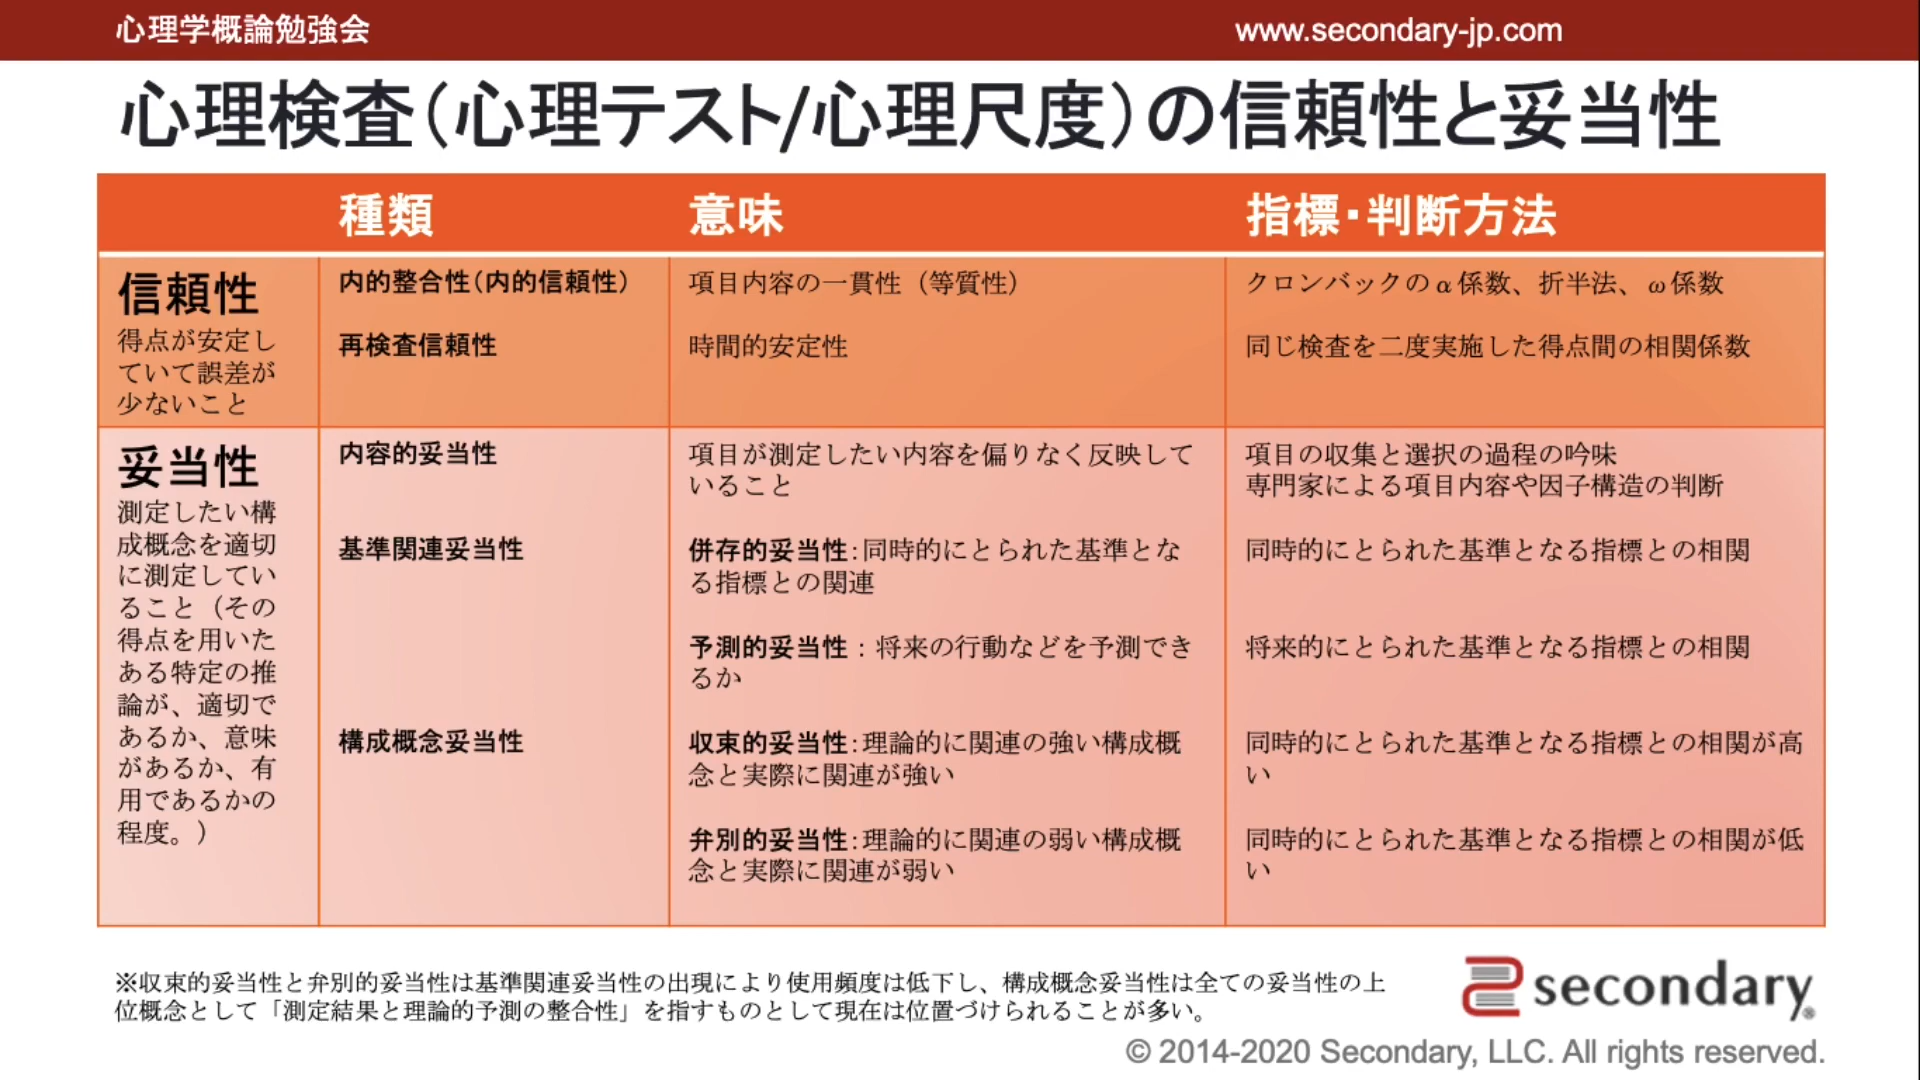 心理学概論勉強会
www.secondary-jp.com
心理検査（心理テスト/心理尺度）の信頼性と妥当性
種類
意味
指標・判断方法
信頼性
得点が安定し
ていて誤差が
少ないこと
内的整合性（内的信頼性）
項目内容の一貫性（等質性）
クロンバックのα係数、折半法、ω係数
再検査信頼性
時間的安定性
同じ検査を二度実施した得点間の相関係数
妥当性
測定したい構
成概念を適切
に測定してい
ること（その
得点を用いた
ある特定の推
論が、適切で
あるか、意味
があるか、有
用であるかの
程度。）
内容的妥当性
項目が測定したい内容を偏りなく反映して
いること
項目の収集と選択の過程の吟味
専門家による項目内容や因子構造の判断
基準関連妥当性
併存的妥当性：同時的にとられた基準とな
る指標との関連
同時的にとられた基準となる指標との相関
予測的妥当性：将来の行動などを予測でき
るか
将来的にとられた基準となる指標との相関
構成概念妥当性
収束的妥当性：理論的に関連の強い構成概
念と実際に関連が強い
同時的にとられた基準となる指標との相関が高
い
弁別的妥当性：理論的に関連の弱い構成概
念と実際に関連が弱い
同時的にとられた基準となる指標との相関が低
い
※収束的妥当性と弁別的妥当性は基準関連妥当性の出現により使用頻度は低下し、構成概念妥当性は全ての妥当性の上
位概念として「測定結果と理論的予測の整合性」を指すものとして現在は位置づけられることが多い。
secondary®
© 2014-2020 Secondary, LLC. All rights reserved.